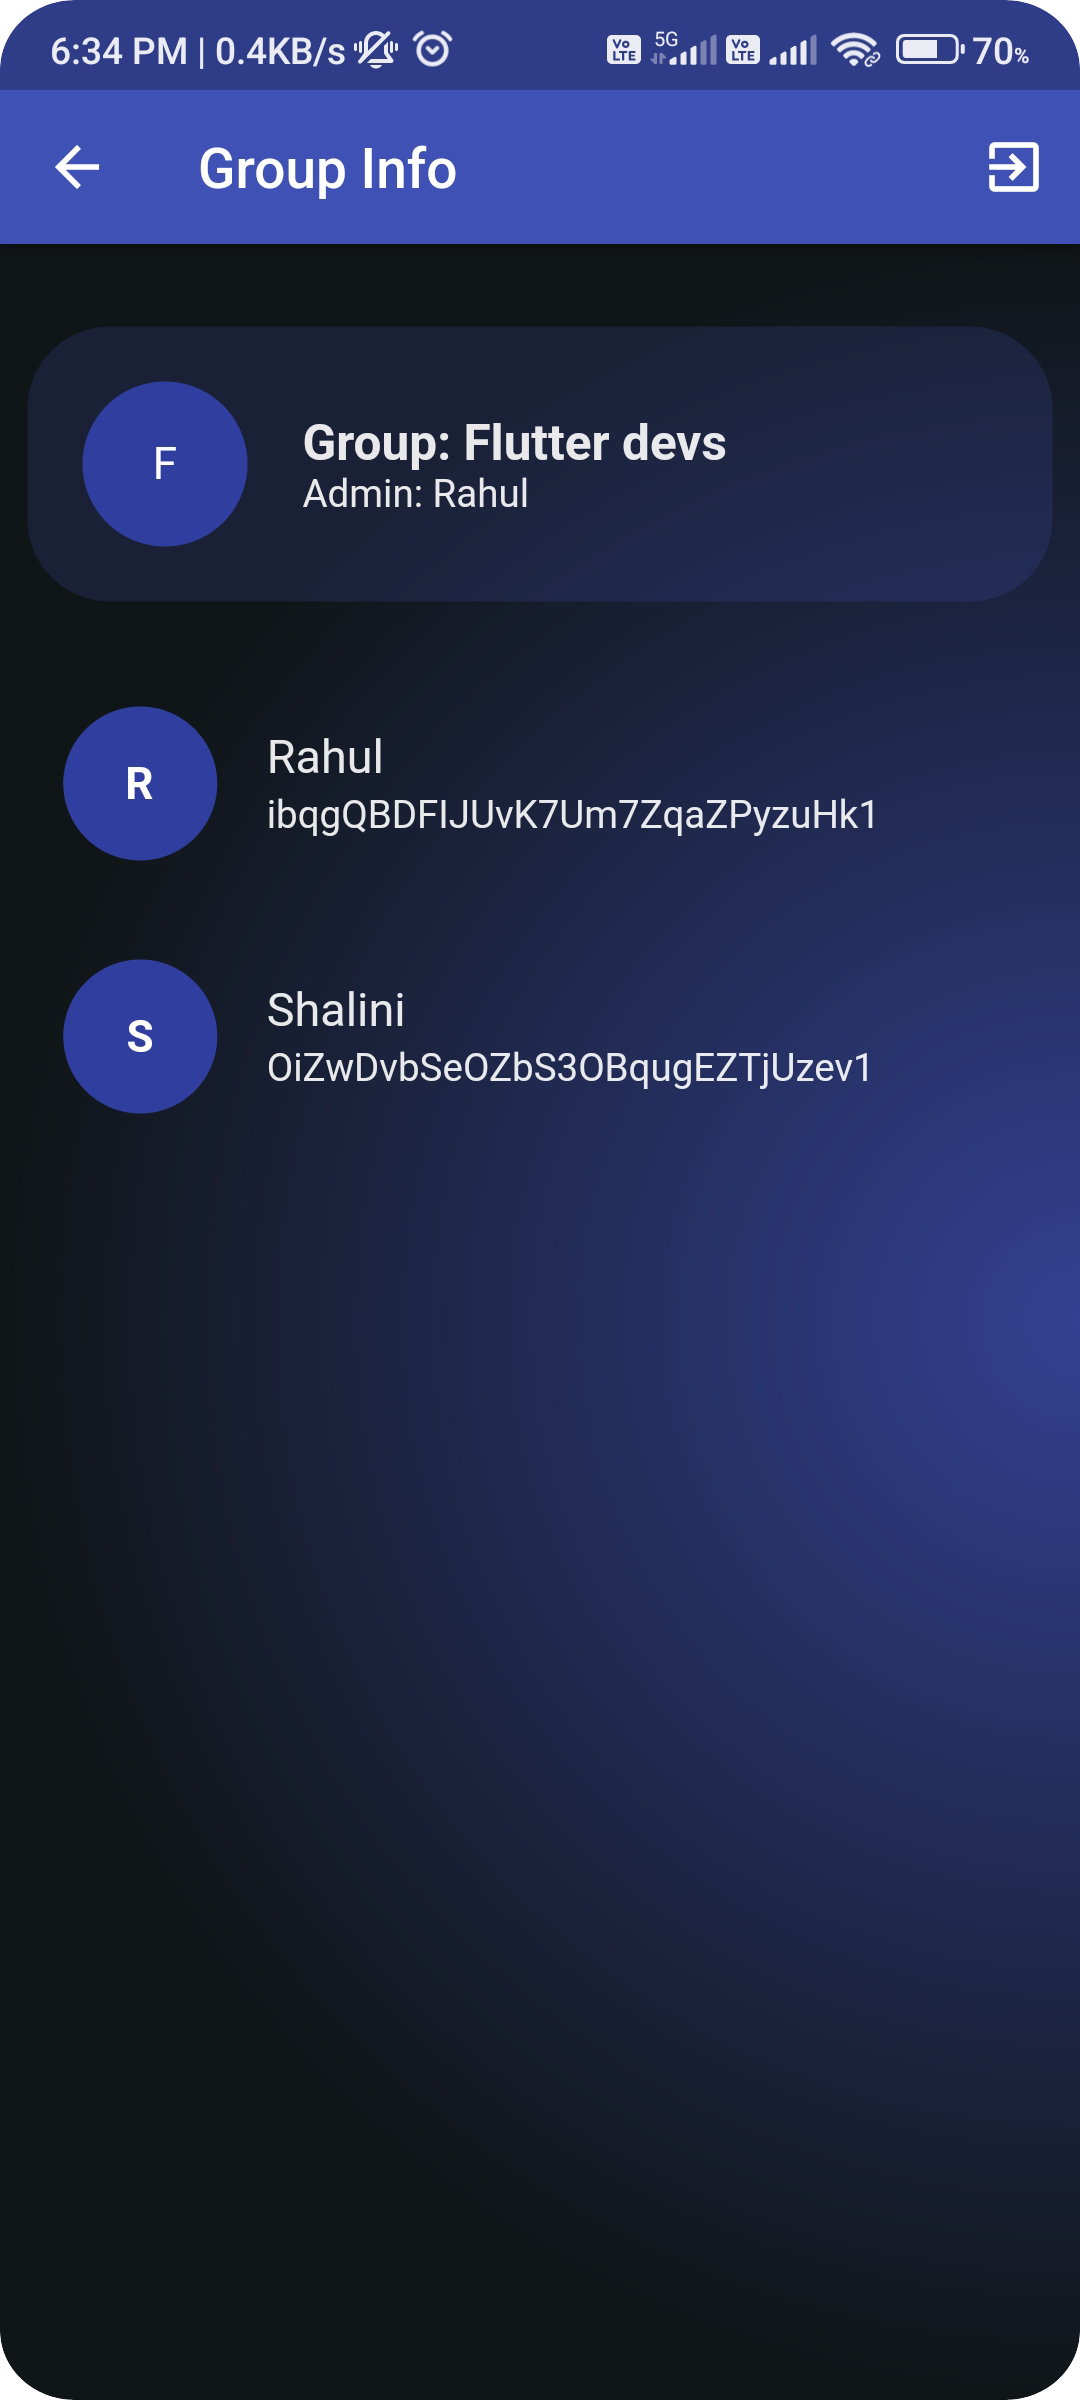 6:34 PM | 0.4KB/s Vo LTE 5G Vo LTE 70%
Group Info
F
Group: Flutter devs
Admin: Rahul
R
Rahul
ibqgQBDFIJUvK7Um7ZqaZPyzuHk1
S
Shalini
OiZwDvbSeOZbS3OBqugEZTjUzev1